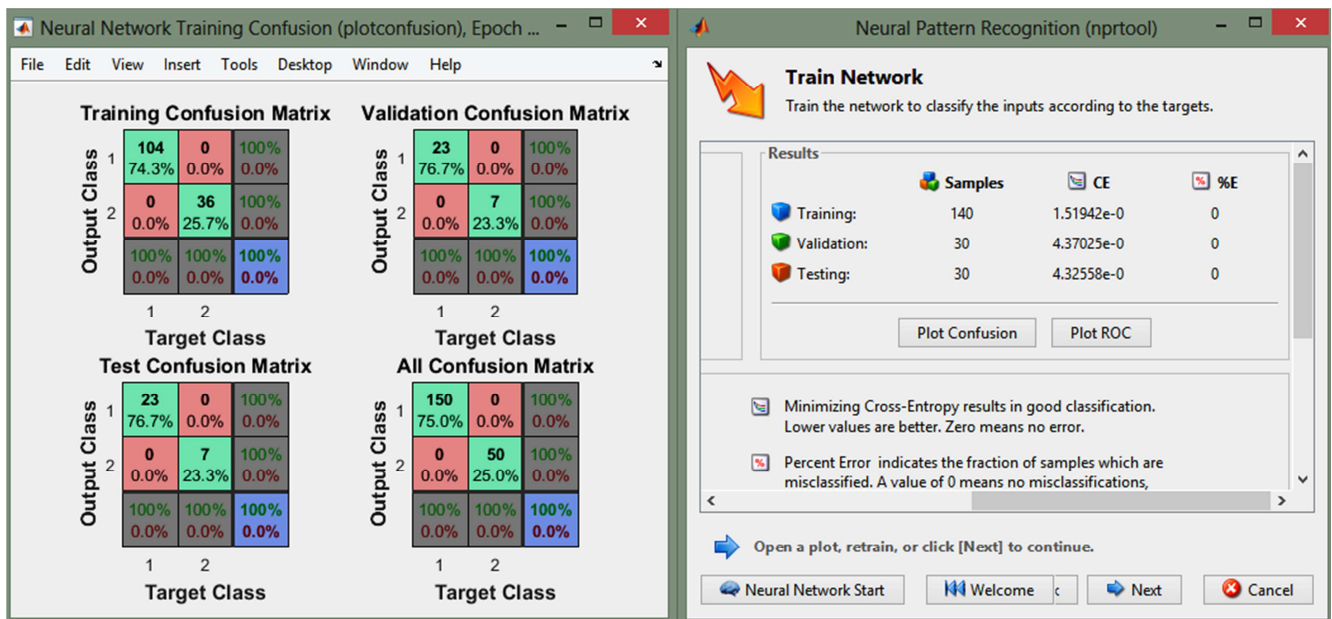 Neural Network Training Confusion (plotconfusion), Epoch ...
File Edit View Insert Tools Desktop Window Help
Training Confusion Matrix
Output Class
1 104 0 100%
74.3% 0.0% 0.0%
2 0 36 100%
0.0% 25.7% 0.0%
100% 100% 100%
0.0% 0.0% 0.0%
1 2
Target Class
Validation Confusion Matrix
Output Class
1 23 0 100%
76.7% 0.0% 0.0%
2 0 7 100%
0.0% 23.3% 0.0%
100% 100% 100%
0.0% 0.0% 0.0%
1 2
Target Class
Test Confusion Matrix
Output Class
1 23 0 100%
76.7% 0.0% 0.0%
2 0 7 100%
0.0% 23.3% 0.0%
100% 100% 100%
0.0% 0.0% 0.0%
1 2
Target Class
All Confusion Matrix
Output Class
1 150 0 100%
75.0% 0.0% 0.0%
2 0 50 100%
0.0% 25.0% 0.0%
100% 100% 100%
0.0% 0.0% 0.0%
1 2
Target Class
Neural Pattern Recognition (nprtool)
Train Network
Train the network to classify the inputs according to the targets.
Results
Samples CE %E
Training: 140 1.51942e-0 0
Validation: 30 4.37025e-0 0
Testing: 30 4.32558e-0 0
Plot Confusion Plot ROC
Minimizing Cross-Entropy results in good classification.
Lower values are better. Zero means no error.
% Percent Error indicates the fraction of samples which are
misclassified. A value of 0 means no misclassifications,
Open a plot, retrain, or click [Next] to continue.
Neural Network Start Welcome Next Cancel